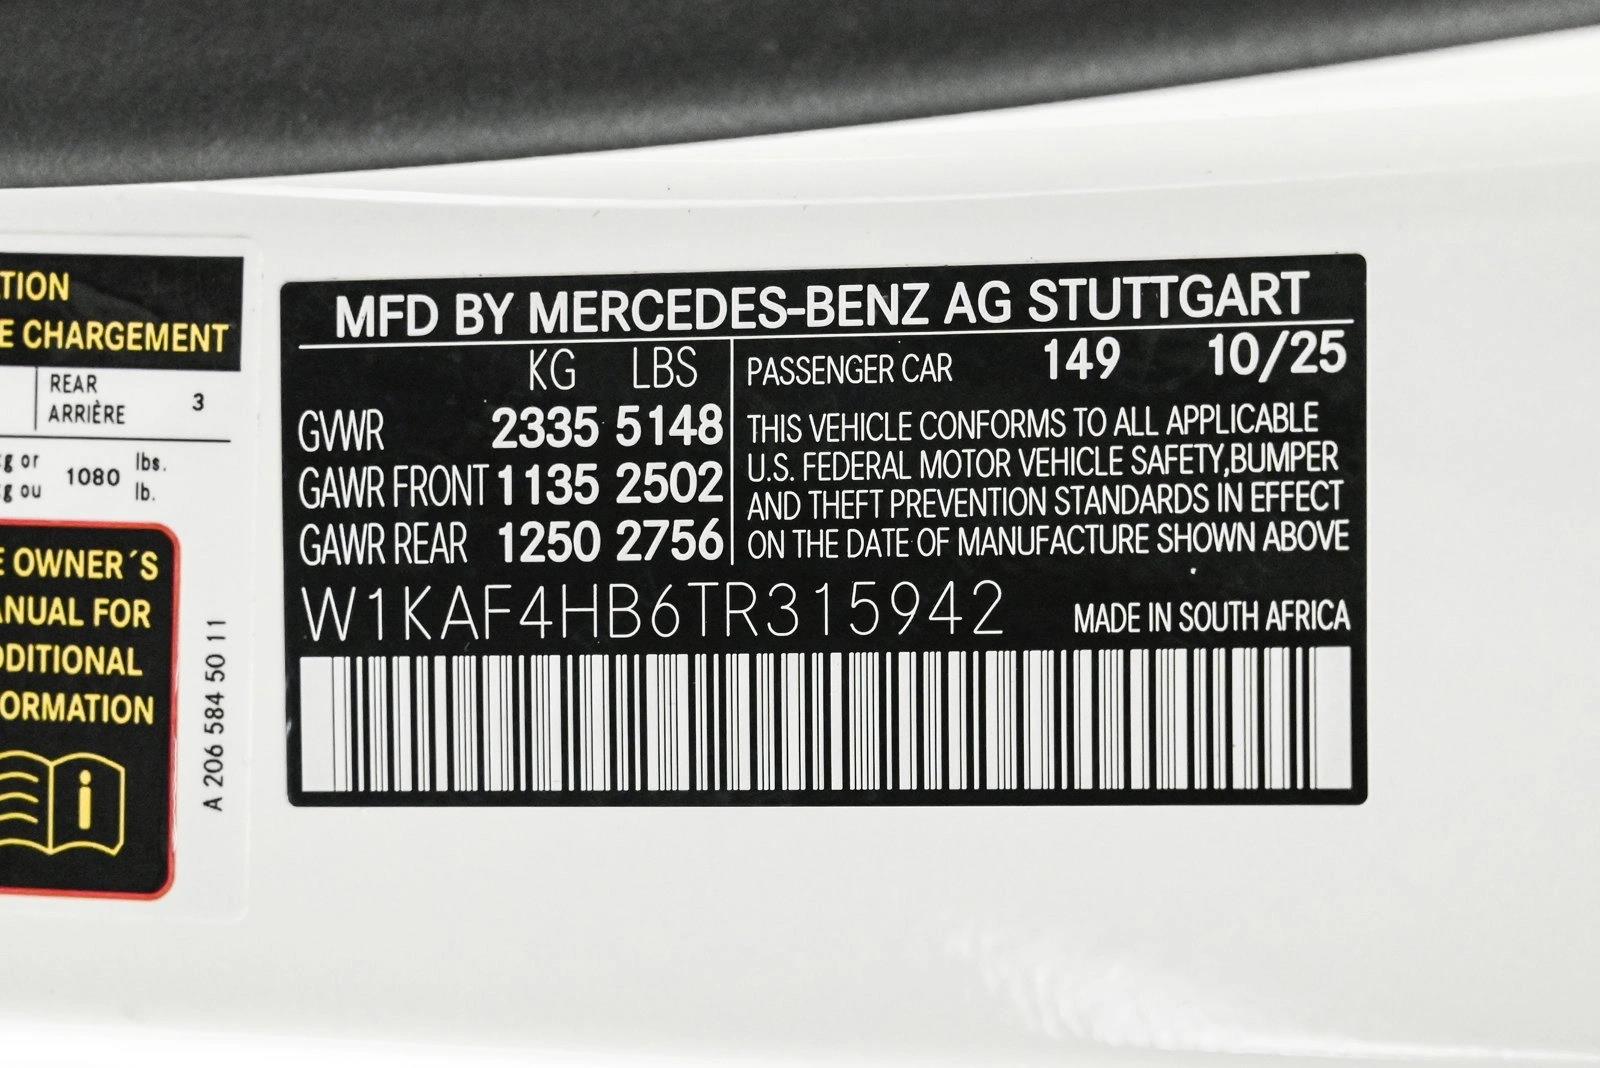 TION
E CHARGEMENT
REAR
ARRIÈRE 3
kg or 1080 lbs.
kg ou lb.
E OWNER´S
ANUAL FOR
DDITIONAL
FORMATION
i
A 206 584 50 11
MFD BY MERCEDES-BENZ AG STUTTGART
KG LBS
GVWR 2335 5148
GAWR FRONT 1135 2502
GAWR REAR 1250 2756
PASSENGER CAR 149 10/25
THIS VEHICLE CONFORMS TO ALL APPLICABLE
U.S. FEDERAL MOTOR VEHICLE SAFETY,BUMPER
AND THEFT PREVENTION STANDARDS IN EFFECT
ON THE DATE OF MANUFACTURE SHOWN ABOVE
W1KAF4HB6TR315942 MADE IN SOUTH AFRICA